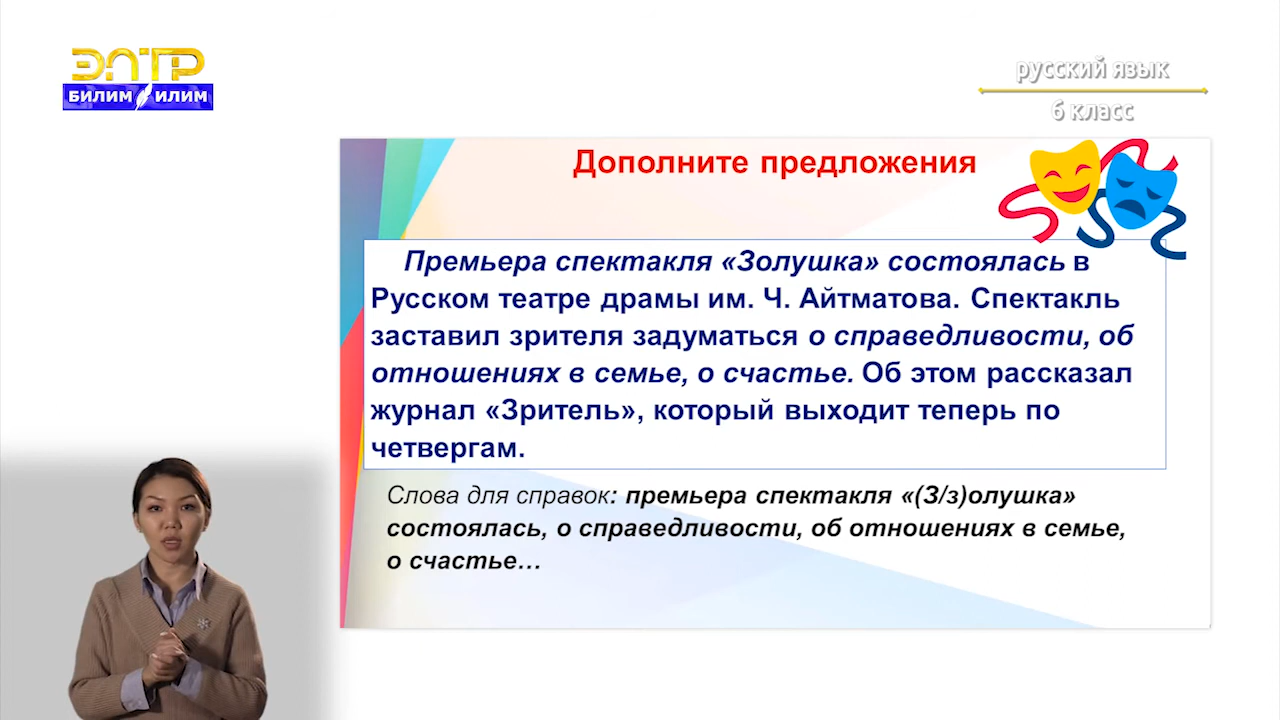 ЭЛТР
БИЛИМ ИЛИМ
русский язык
6 класс
Дополните предложения
Премьера спектакля «Золушка» состоялась в
Русском театре драмы им. Ч. Айтматова. Спектакль
заставил зрителя задуматься о справедливости, об
отношениях в семье, о счастье. Об этом рассказал
журнал «Зритель», который выходит теперь по
четвергам.
Слова для справок: премьера спектакля «(З/з)олушка»
состоялась, о справедливости, об отношениях в семье,
о счастье…